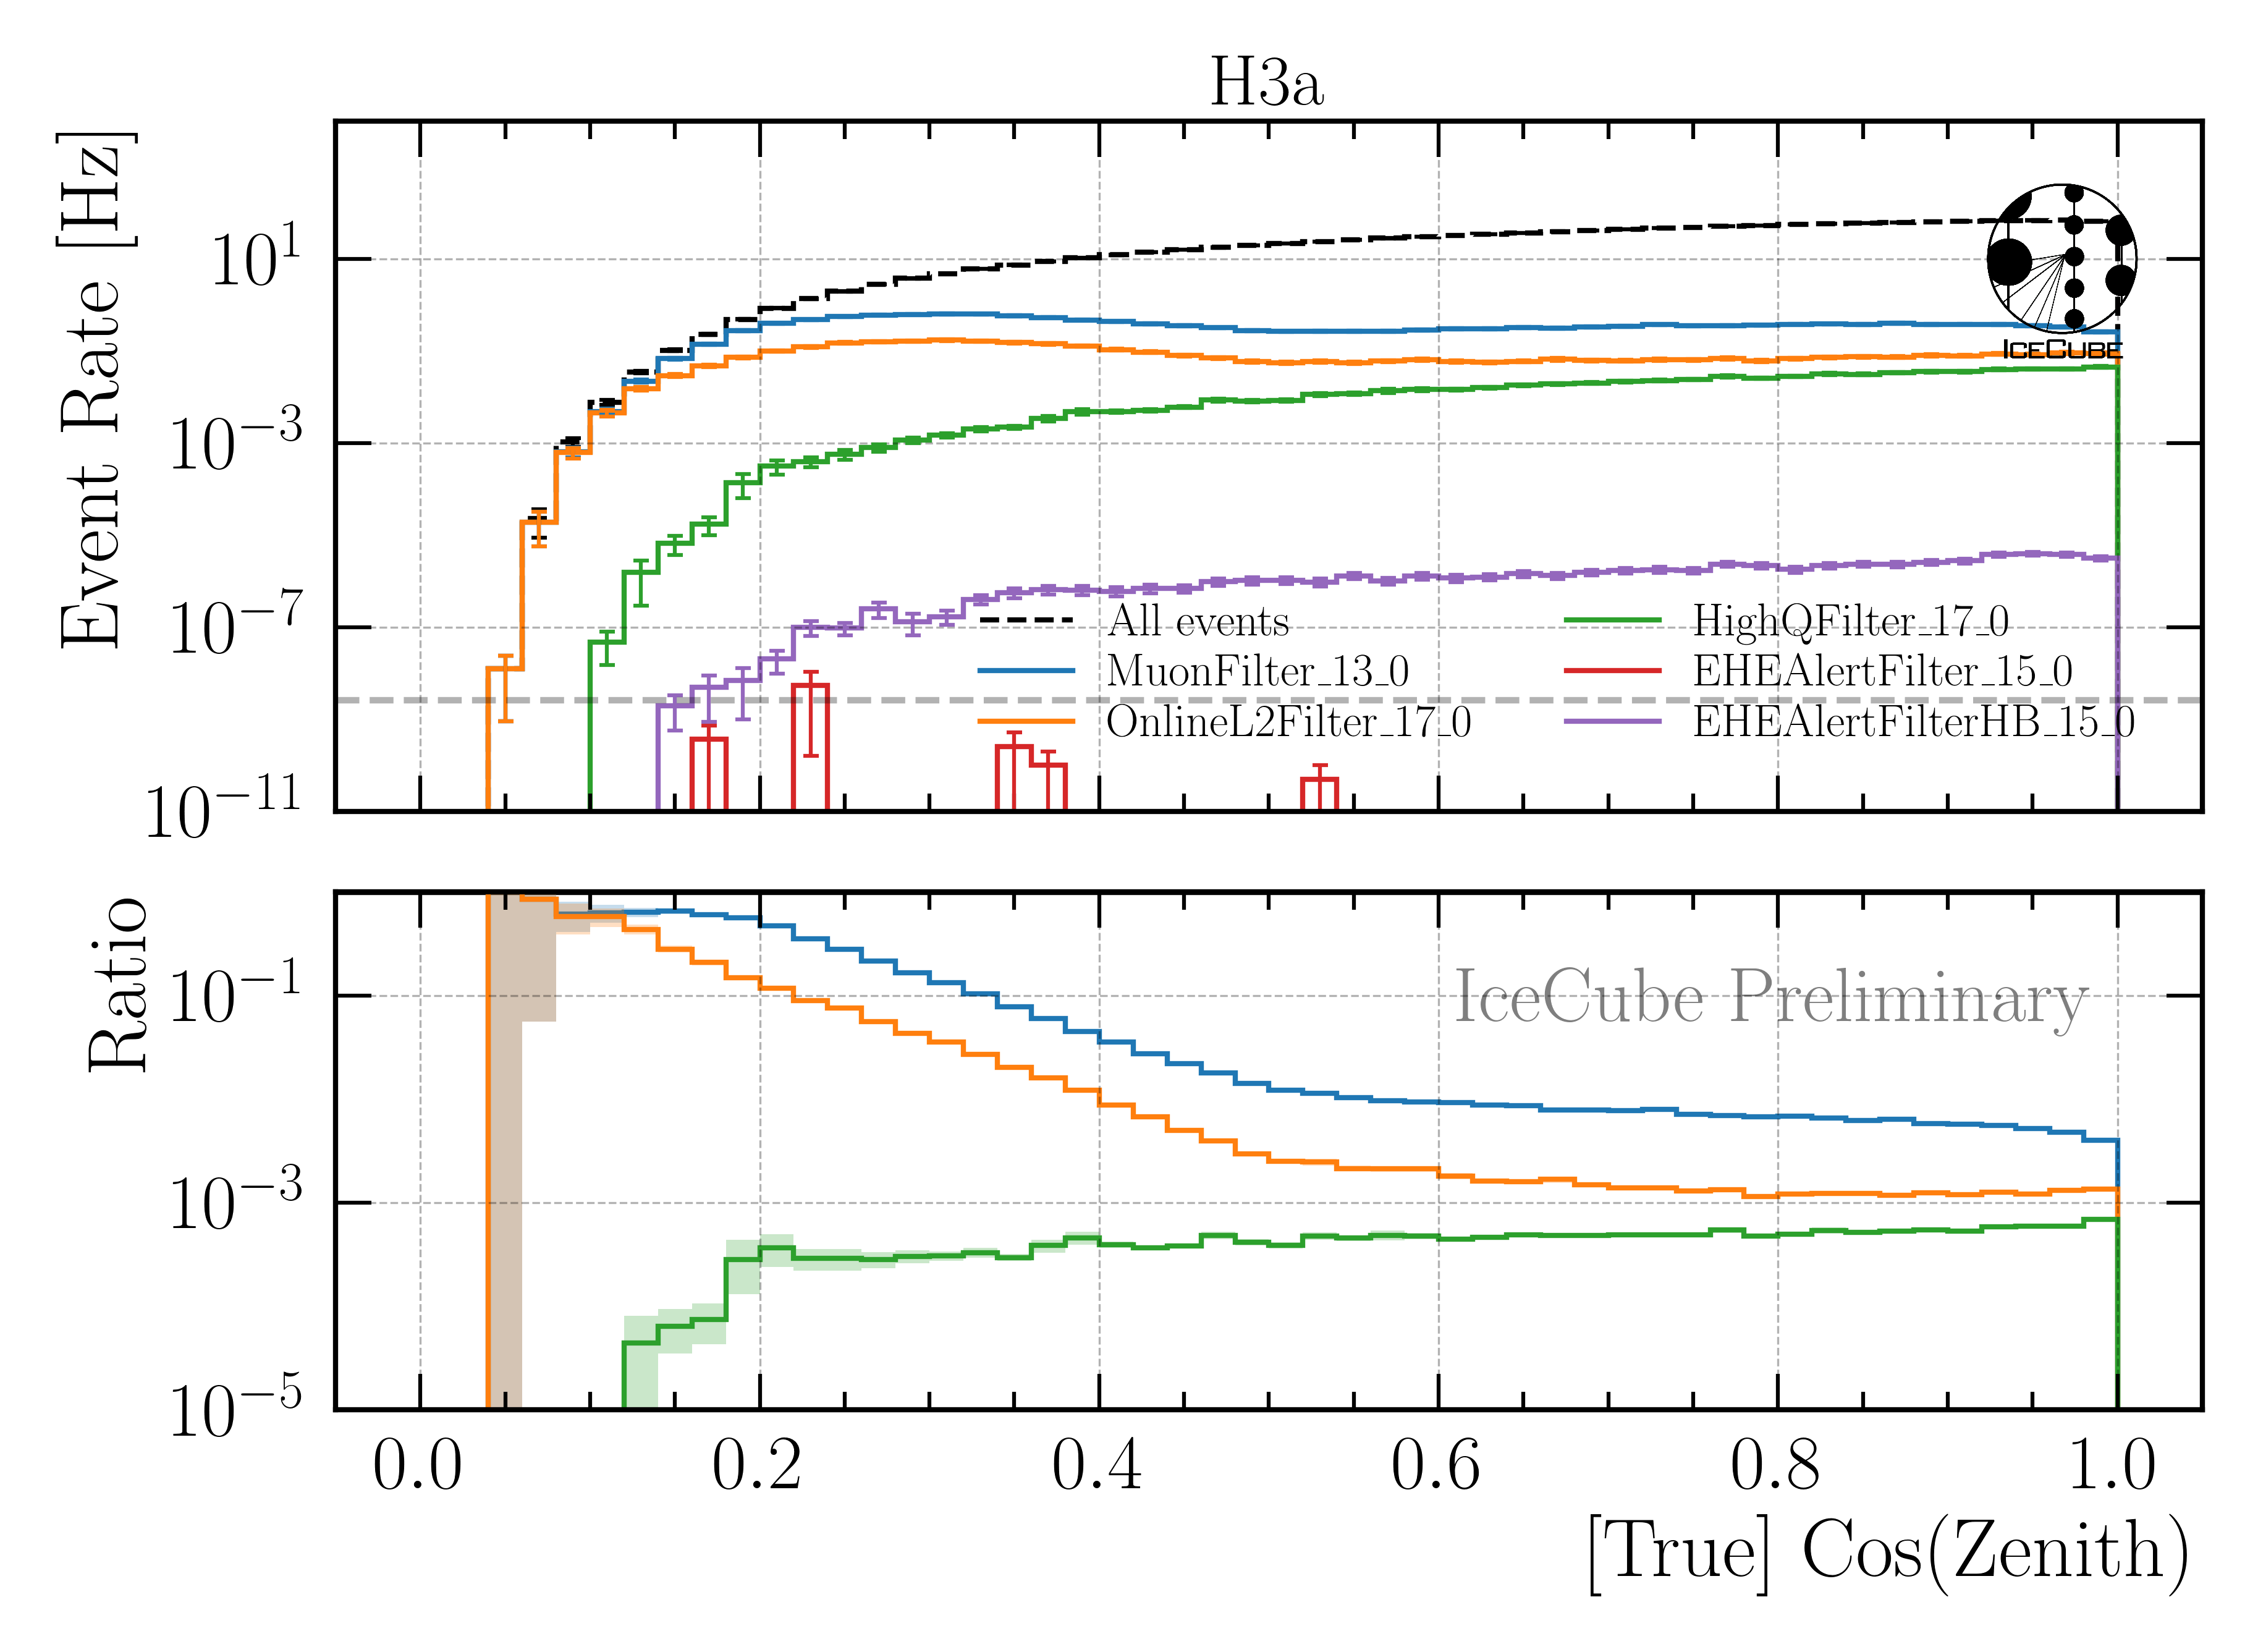 H3a
Event Rate [Hz]
10^1
10^−3
10^−7
10^−11
ICECUBE
All events
MuonFilter_13_0
OnlineL2Filter_17_0
HighQFilter_17_0
EHEAlertFilter_15_0
EHEAlertFilterHB_15_0
Ratio
10^−1
10^−3
10^−5
IceCube Preliminary
0.0 0.2 0.4 0.6 0.8 1.0
[True] Cos(Zenith)